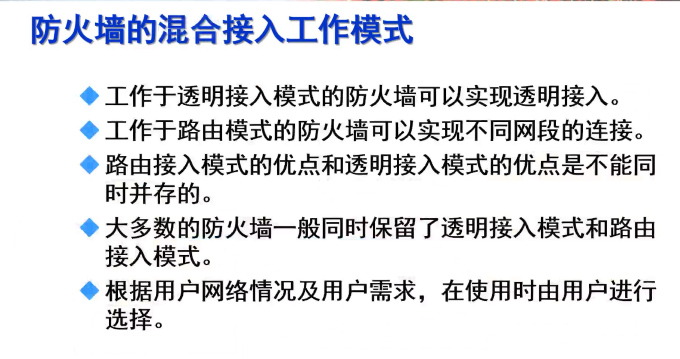 防火墙的混合接入工作模式
工作于透明接入模式的防火墙可以实现透明接入。
工作于路由模式的防火墙可以实现不同网段的连接。
路由接入模式的优点和透明接入模式的优点是不能同
时并存的。
大多数的防火墙一般同时保留了透明接入模式和路由
接入模式。
根据用户网络情况及用户需求，在使用时由用户进行
选择。